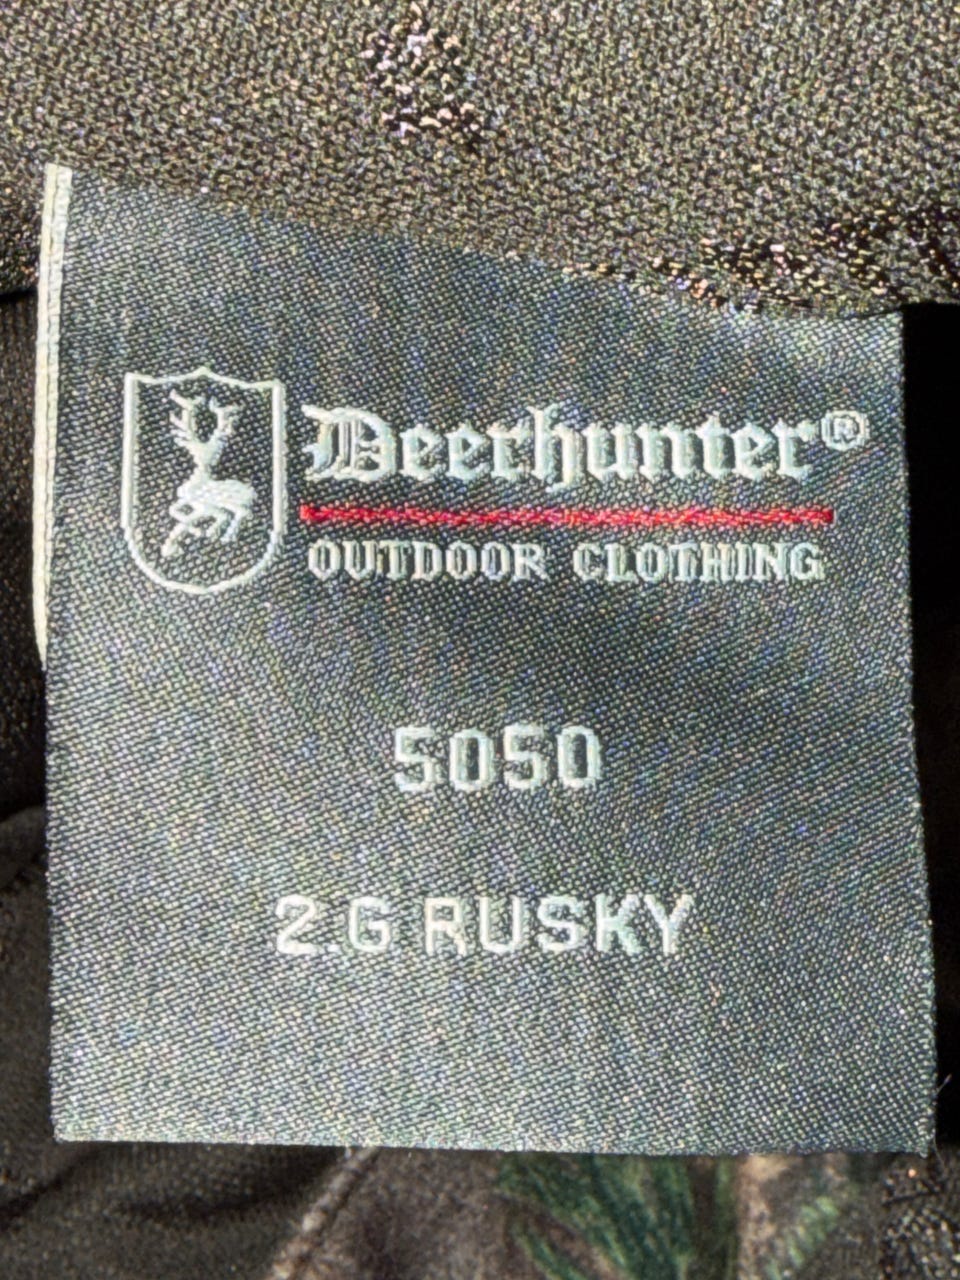 Deerhunter®
OUTDOOR CLOTHING
5050
2.G RUSKY